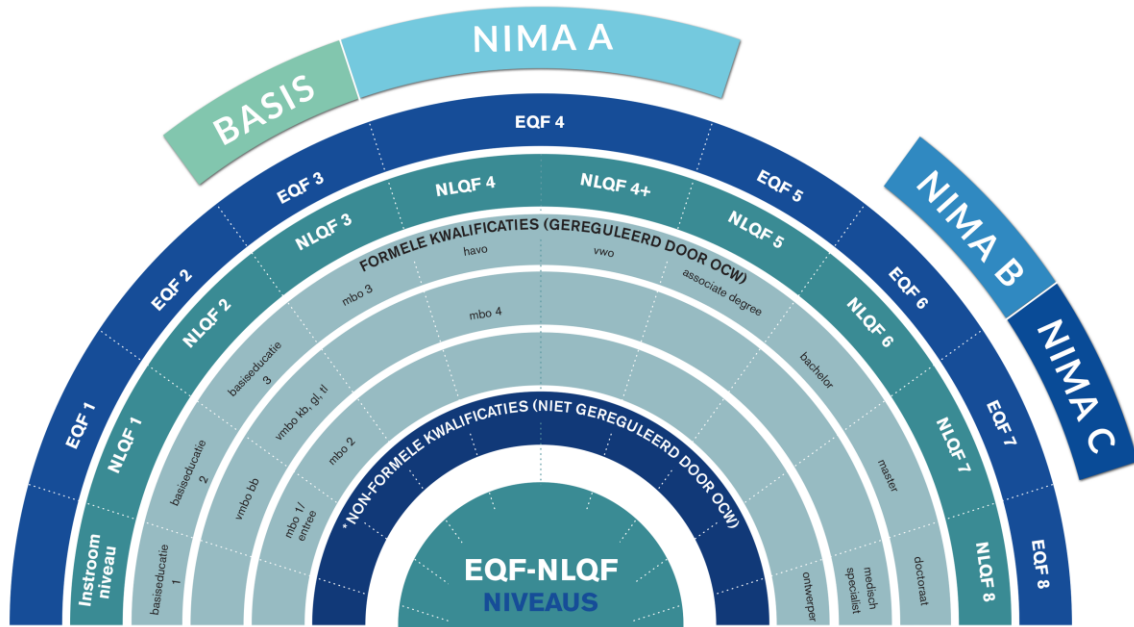 BASIS
NIMA A
NIMA B
NIMA C
EQF 1
EQF 2
EQF 3
EQF 4
EQF 5
EQF 6
EQF 7
EQF 8
Instroom
niveau
NLQF 1
NLQF 2
NLQF 3
NLQF 4
NLQF 4+
NLQF 5
NLQF 6
NLQF 7
NLQF 8
FORMELE KWALIFICATIES (GEREGULEERD DOOR OCW)
basiseducatie
1
basiseducatie
2
basiseducatie
3
mbo 3
havo
vwo
associate degree
bachelor
master
doctoraat
vmbo bb
vmbo kb, gl, tl
mbo 4
medisch
specialist
mbo 1/
entree
mbo 2
ontwerper
*NON-FORMELE KWALIFICATIES (NIET GEREGULEERD DOOR OCW)
EQF-NLQF
NIVEAUS